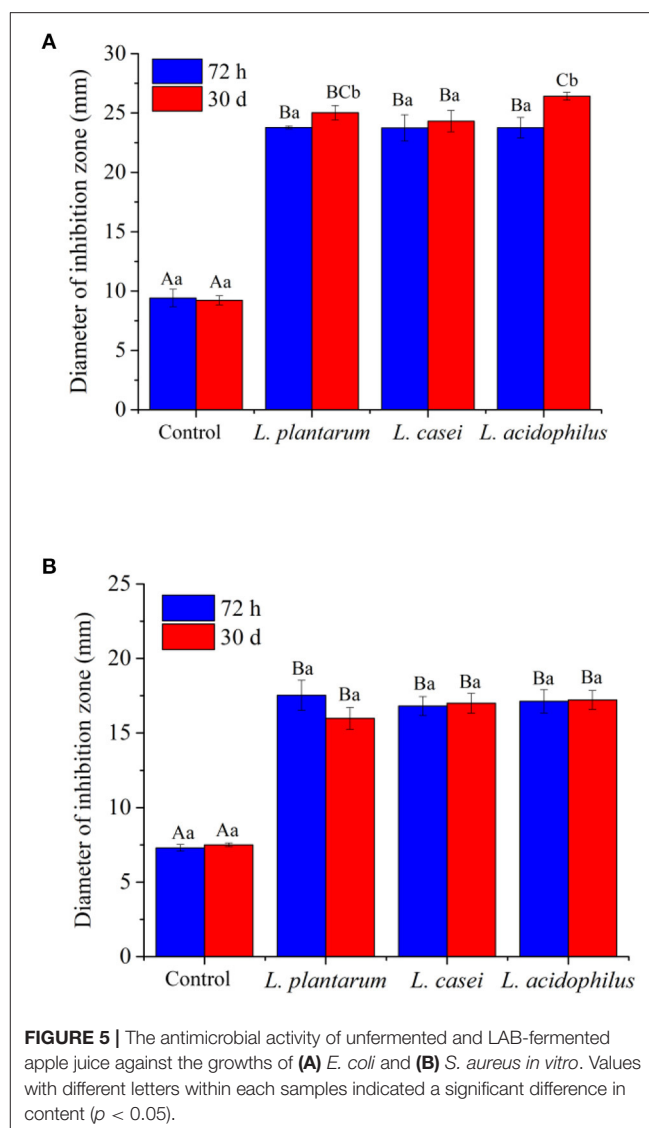 A
30
25
20
15
10
5
0
Diameter of inhibition zone (mm)
72 h
30 d
Aa Aa Ba BCb Ba Ba Ba Cb
Control L. plantarum L. casei L. acidophilus
B
25
20
15
10
5
0
Diameter of inhibition zone (mm)
72 h
30 d
Aa Aa Ba Ba Ba Ba Ba Ba
Control L. plantarum L. casei L. acidophilus
FIGURE 5 | The antimicrobial activity of unfermented and LAB-fermented
apple juice against the growths of (A) E. coli and (B) S. aureus in vitro. Values
with different letters within each samples indicated a significant difference in
content (p < 0.05).